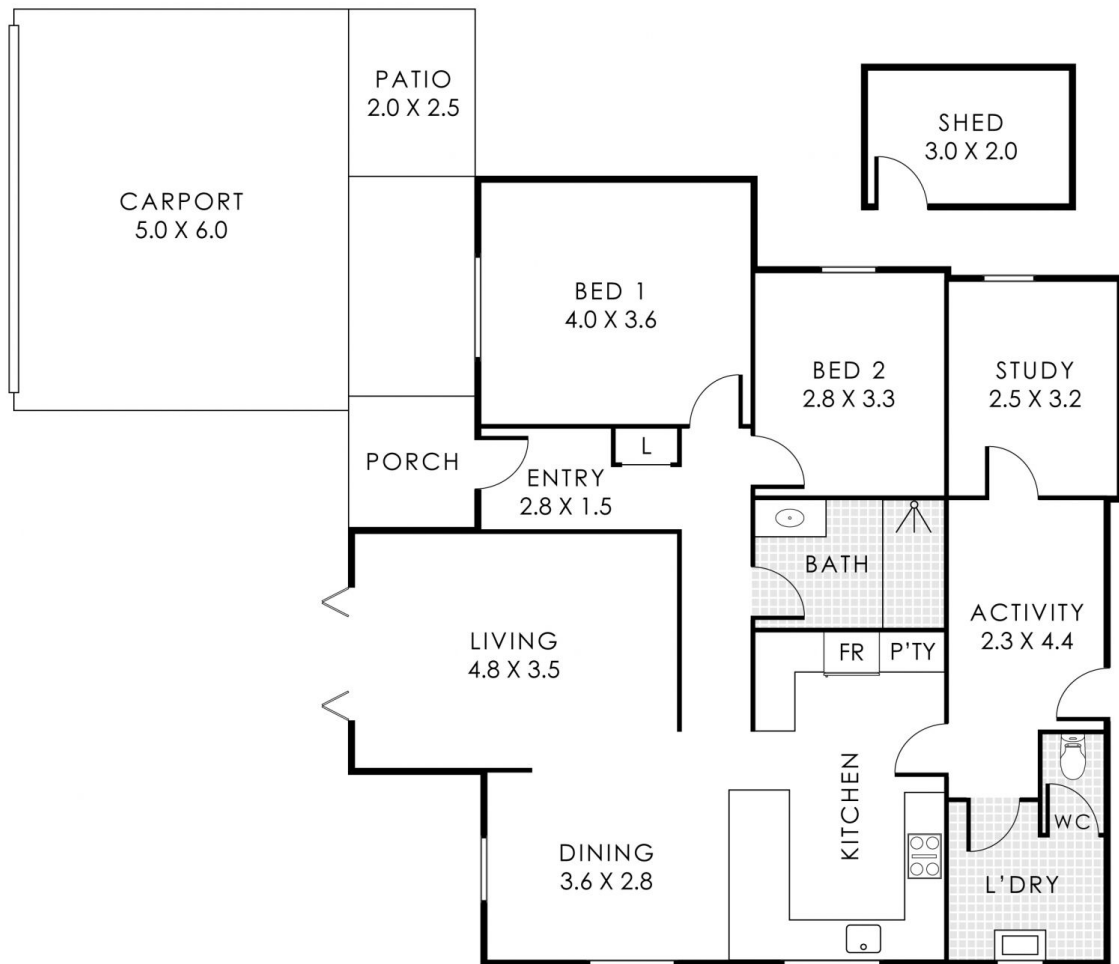 PATIO
2.0 X 2.5
SHED
3.0 X 2.0
CARPORT
5.0 X 6.0
BED 1
4.0 X 3.6
BED 2
2.8 X 3.3
STUDY
2.5 X 3.2
L
PORCH
ENTRY
2.8 X 1.5
BATH
ACTIVITY
2.3 X 4.4
LIVING
4.8 X 3.5
FR
P'TY
KITCHEN
WC
DINING
3.6 X 2.8
L'DRY